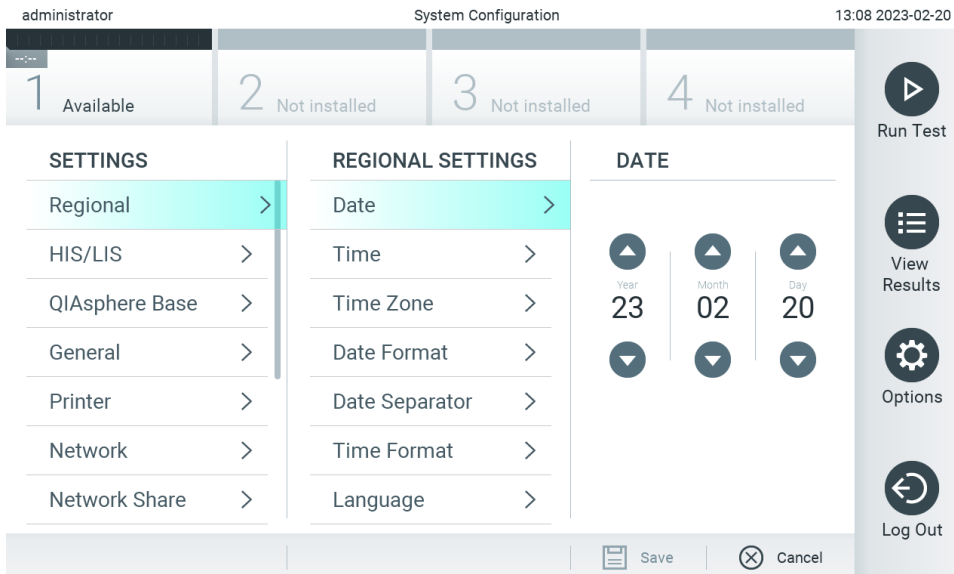 administrator
System Configuration
13:08 2023-02-20
--:--
1 Available
2 Not installed
3 Not installed
4 Not installed
Run Test
View
Results
Options
Log Out
SETTINGS
Regional
HIS/LIS
QIAsphere Base
General
Printer
Network
Network Share
REGIONAL SETTINGS
Date
Time
Time Zone
Date Format
Date Separator
Time Format
Language
DATE
Year Month Day
23 02 20
Save
Cancel